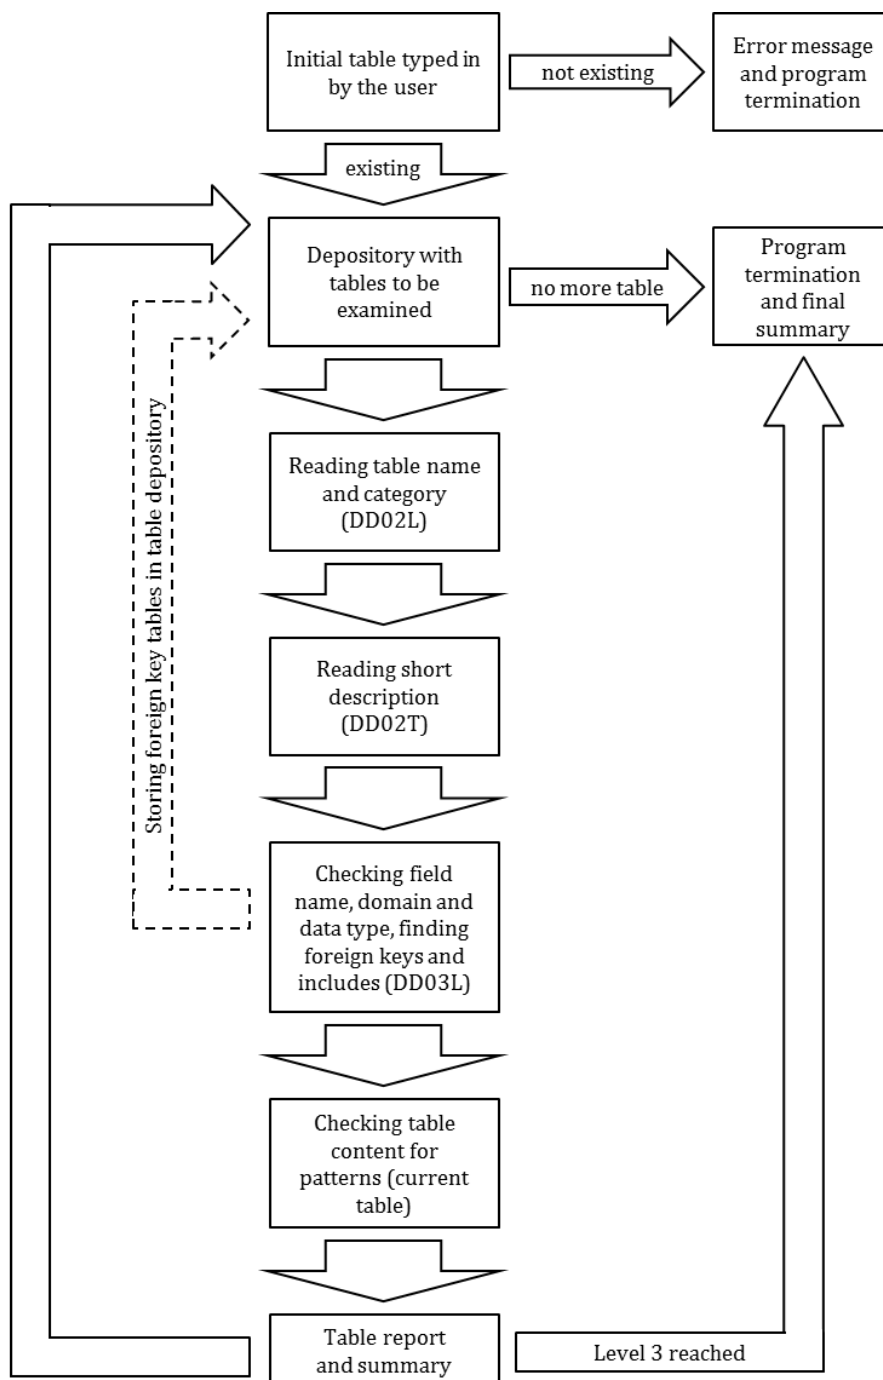 Initial table typed in
by the user
not existing
Error message
and program
termination
existing
Depository with
tables to be
examined
no more table
Program
termination
and final
summary
Storing foreign key tables in table depository
Reading table name
and category
(DD02L)
Reading short
description
(DD02T)
Checking field
name, domain and
data type, finding
foreign keys and
includes (DD03L)
Checking table
content for
patterns (current
table)
Table report
and summary
Level 3 reached